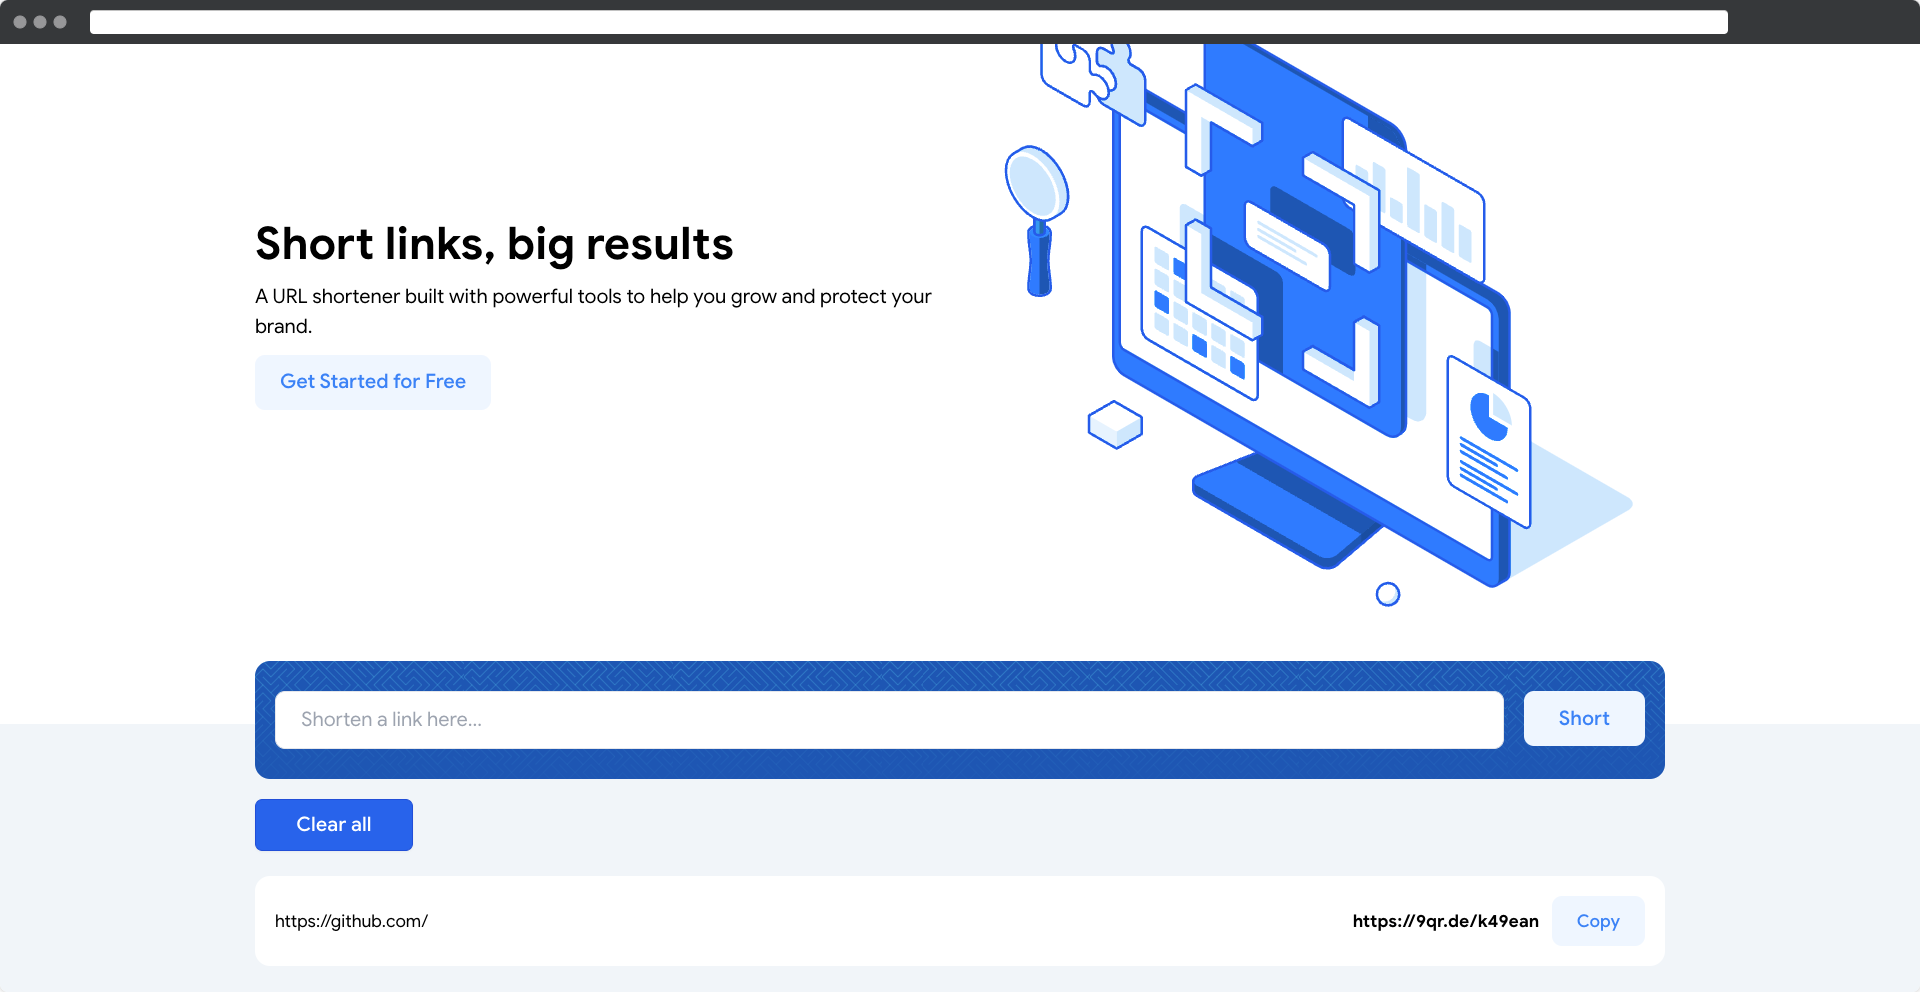 Short links, big results
A URL shortener built with powerful tools to help you grow and protect your
brand.
Get Started for Free
Shorten a link here...
Short
Clear all
https://github.com/
https://9qr.de/k49ean
Copy